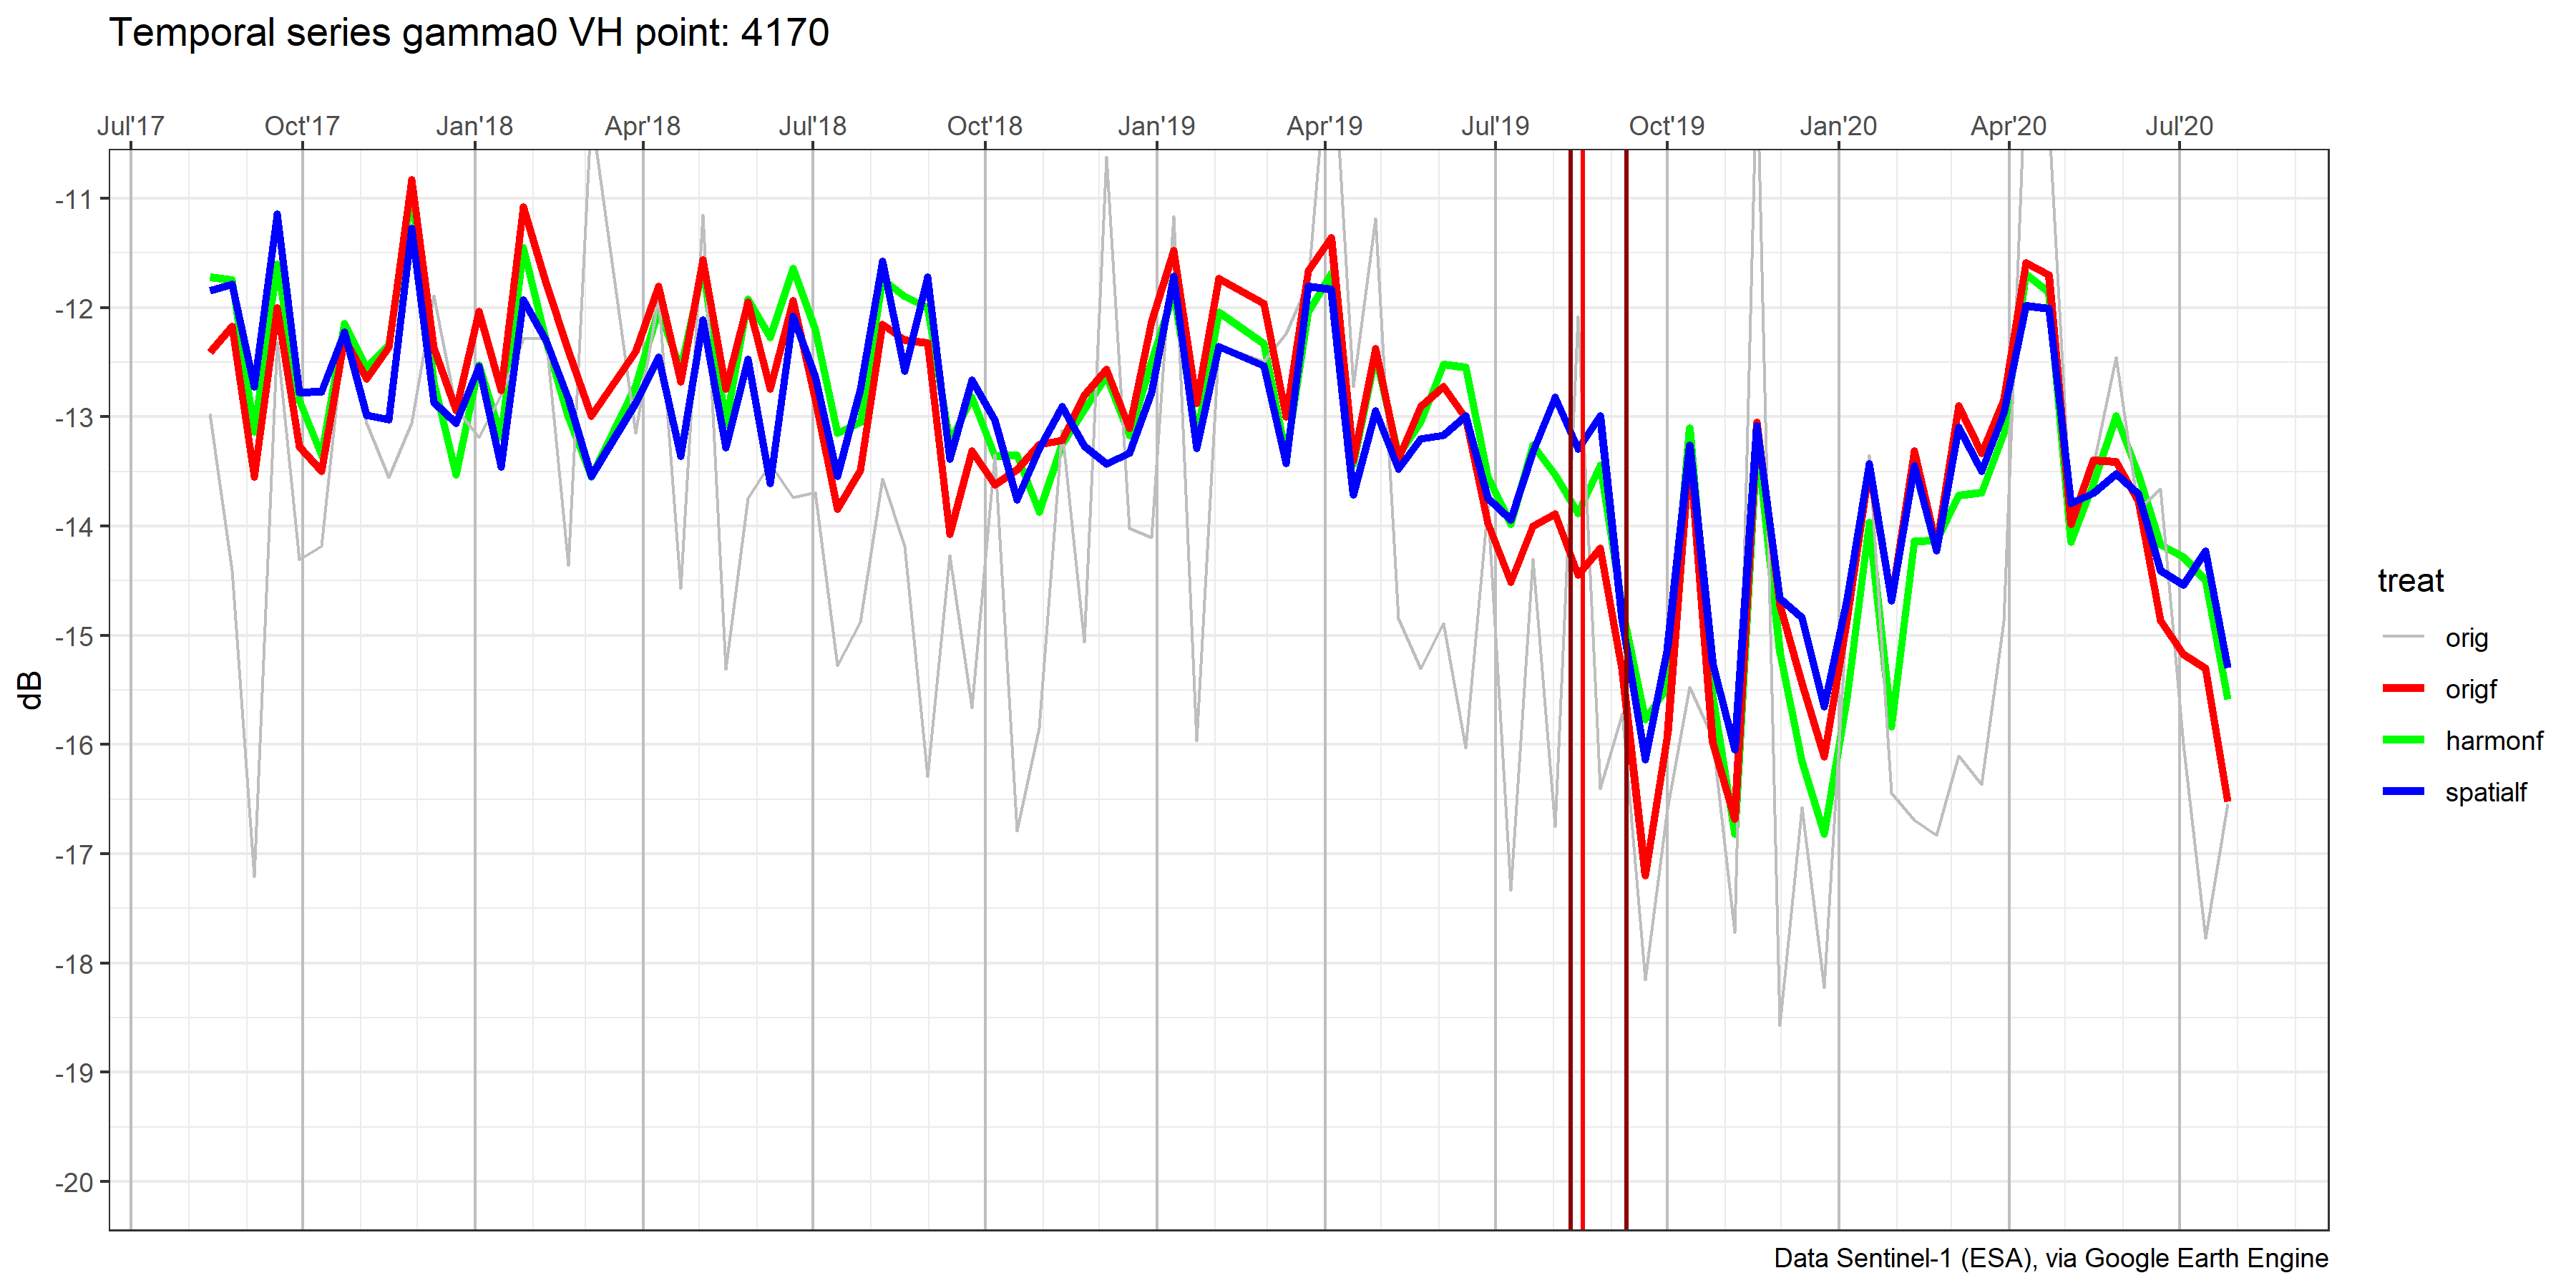 Temporal series gamma0 VH point: 4170
Jul'17 Oct'17 Jan'18 Apr'18 Jul'18 Oct'18 Jan'19 Apr'19 Jul'19 Oct'19 Jan'20 Apr'20 Jul'20
-11
-12
-13
-14
-15
-16
-17
-18
-19
-20
dB
treat
orig
origf
harmonf
spatialf
Data Sentinel-1 (ESA), via Google Earth Engine